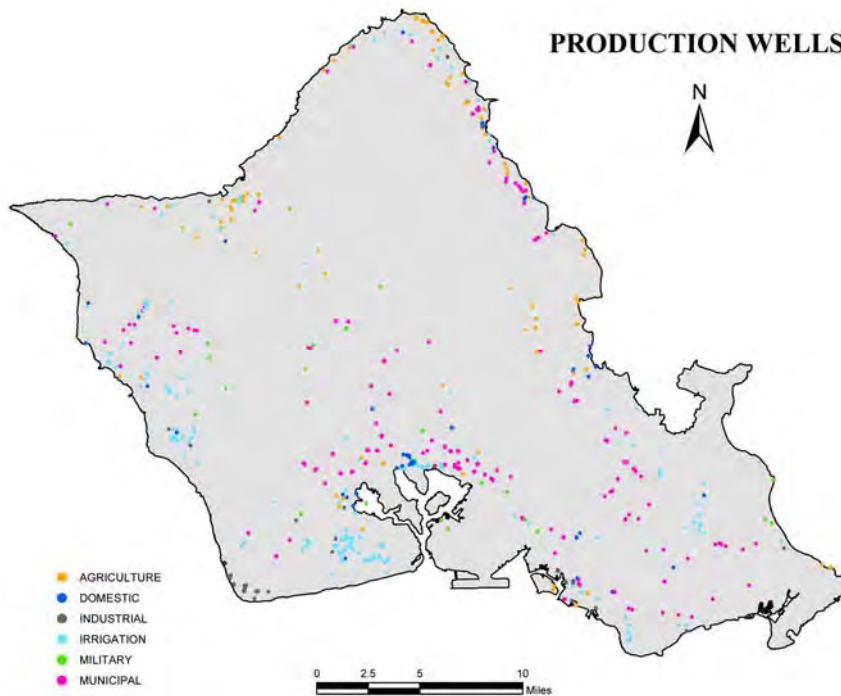 PRODUCTION WELLS
N
AGRICULTURE
DOMESTIC
INDUSTRIAL
IRRIGATION
MILITARY
MUNICIPAL
0 2.5 5 10
Miles